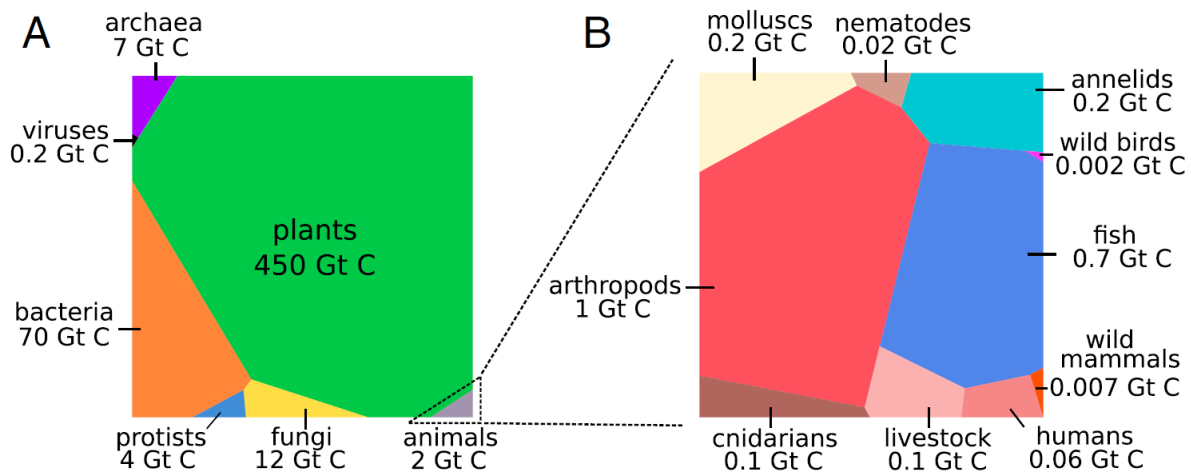 A
archaea
7 Gt C
viruses
0.2 Gt C
plants
450 Gt C
bacteria
70 Gt C
protists
4 Gt C
fungi
12 Gt C
animals
2 Gt C
B
molluscs
0.2 Gt C
nematodes
0.02 Gt C
annelids
0.2 Gt C
wild birds
0.002 Gt C
fish
0.7 Gt C
arthropods
1 Gt C
wild
mammals
0.007 Gt C
cnidarians
0.1 Gt C
livestock
0.1 Gt C
humans
0.06 Gt C